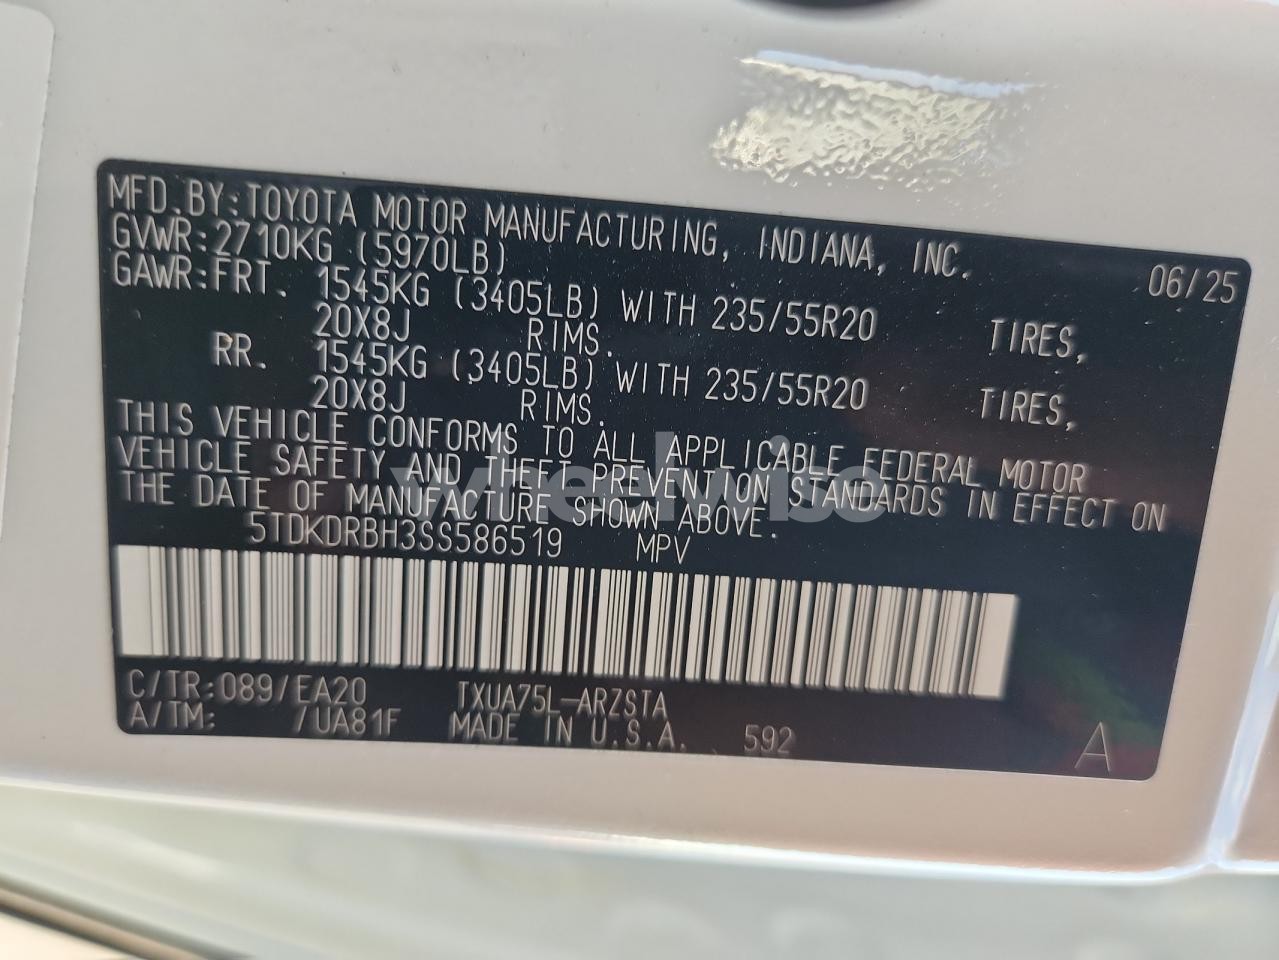 MFD.BY:TOYOTA MOTOR MANUFACTURING, INDIANA, INC. 06/25
GVWR:2710KG (5970LB)
GAWR:FRT. 1545KG (3405LB) WITH 235/55R20 TIRES,
20X8J RIMS.
RR. 1545KG (3405LB) WITH 235/55R20 TIRES,
20X8J RIMS.
THIS VEHICLE CONFORMS TO ALL APPLICABLE FEDERAL MOTOR
VEHICLE SAFETY AND THEFT PREVENTION STANDARDS IN EFFECT ON
THE DATE OF MANUFACTURE SHOWN ABOVE.
wheelwise
5TDKDRBH3SS586519 MPV
C/TR:089/EA20 TXUA75L-ARZSTA
A/TM: /UA81F MADE IN U.S.A. 592 A